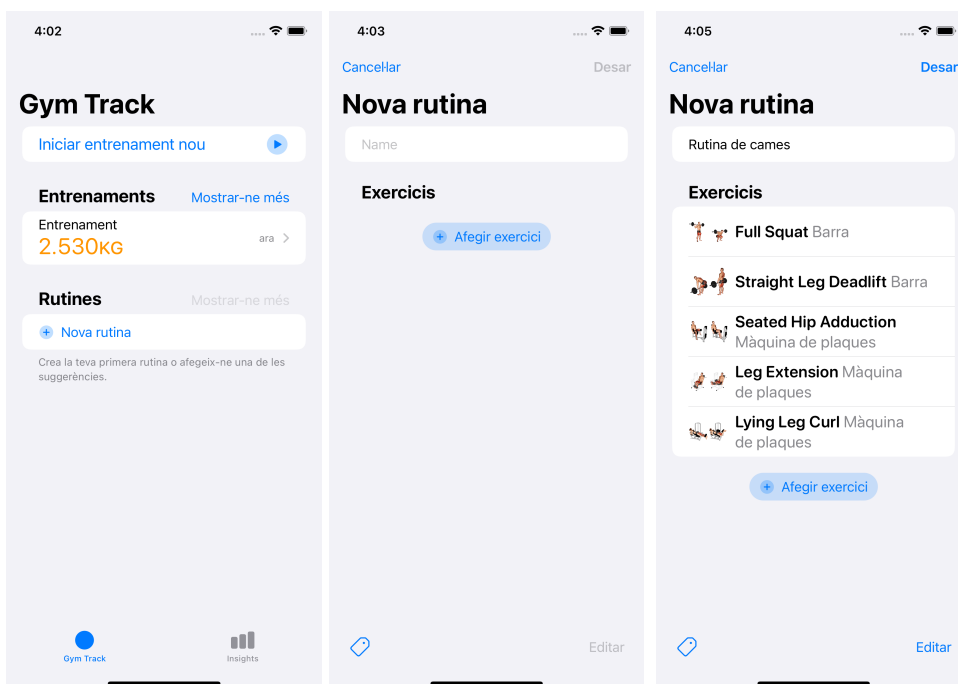 4:02
Gym Track
Iniciar entrenament nou
Entrenaments Mostrar-ne més
Entrenament
2.530KG
ara
Rutines Mostrar-ne més
Nova rutina
Crea la teva primera rutina o afegeix-ne una de les
suggerències.
Gym Track
Insights
4:03
Cancel·lar Desar
Nova rutina
Name
Exercicis
Afegir exercici
Editar
4:05
Cancel·lar Desar
Nova rutina
Rutina de cames
Exercicis
Full Squat Barra
Straight Leg Deadlift Barra
Seated Hip Adduction
Màquina de plaques
Leg Extension Màquina
de plaques
Lying Leg Curl Màquina
de plaques
Afegir exercici
Editar